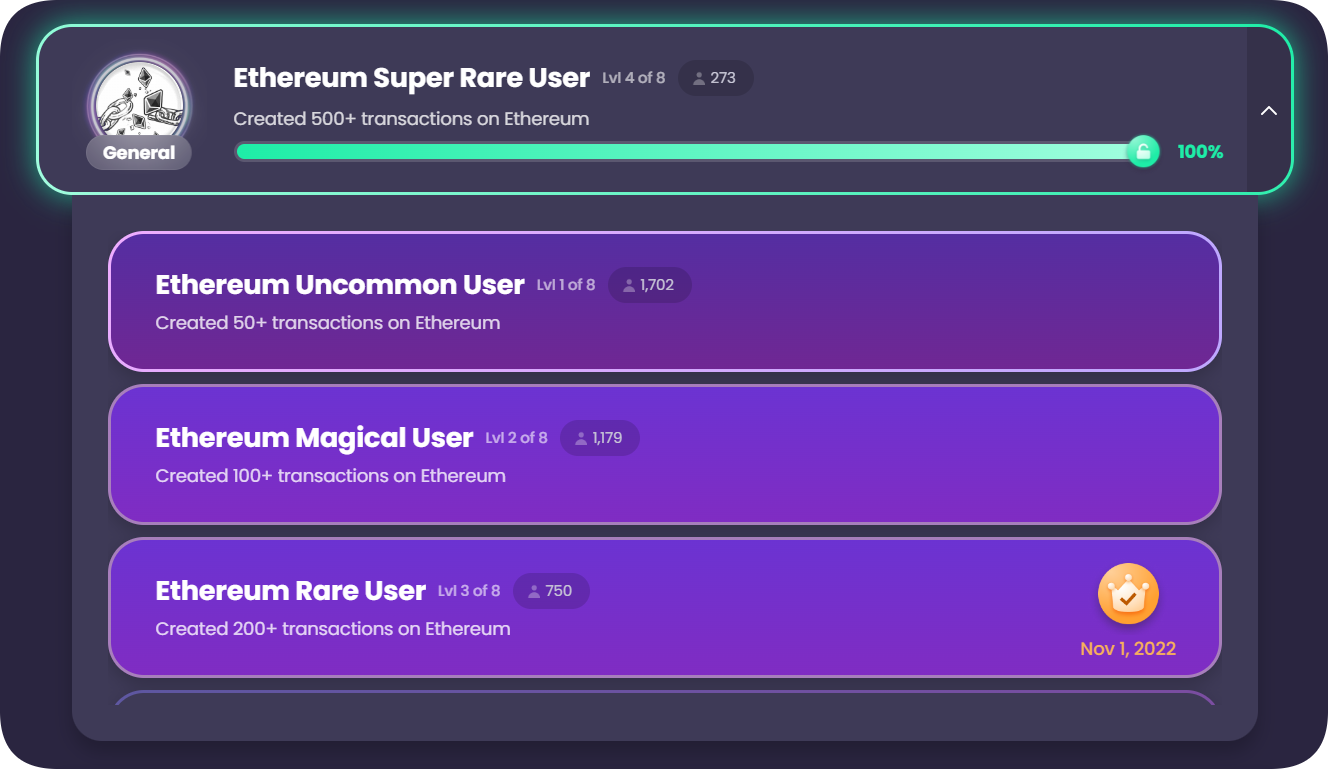 Ethereum Super Rare User Lvl 4 of 8 273
Created 500+ transactions on Ethereum
General
100%
Ethereum Uncommon User Lvl 1 of 8 1,702
Created 50+ transactions on Ethereum
Ethereum Magical User Lvl 2 of 8 1,179
Created 100+ transactions on Ethereum
Ethereum Rare User Lvl 3 of 8 750
Created 200+ transactions on Ethereum
Nov 1, 2022